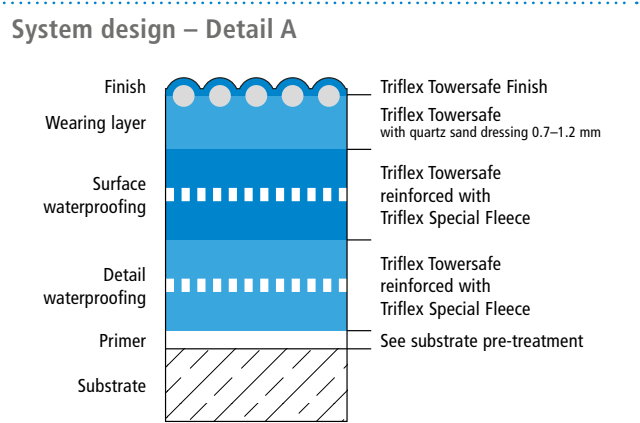 System design – Detail A
Finish
Triflex Towersafe Finish
Wearing layer
Triflex Towersafe
with quartz sand dressing 0.7–1.2 mm
Surface
waterproofing
Triflex Towersafe
reinforced with
Triflex Special Fleece
Detail
waterproofing
Triflex Towersafe
reinforced with
Triflex Special Fleece
Primer
See substrate pre-treatment
Substrate